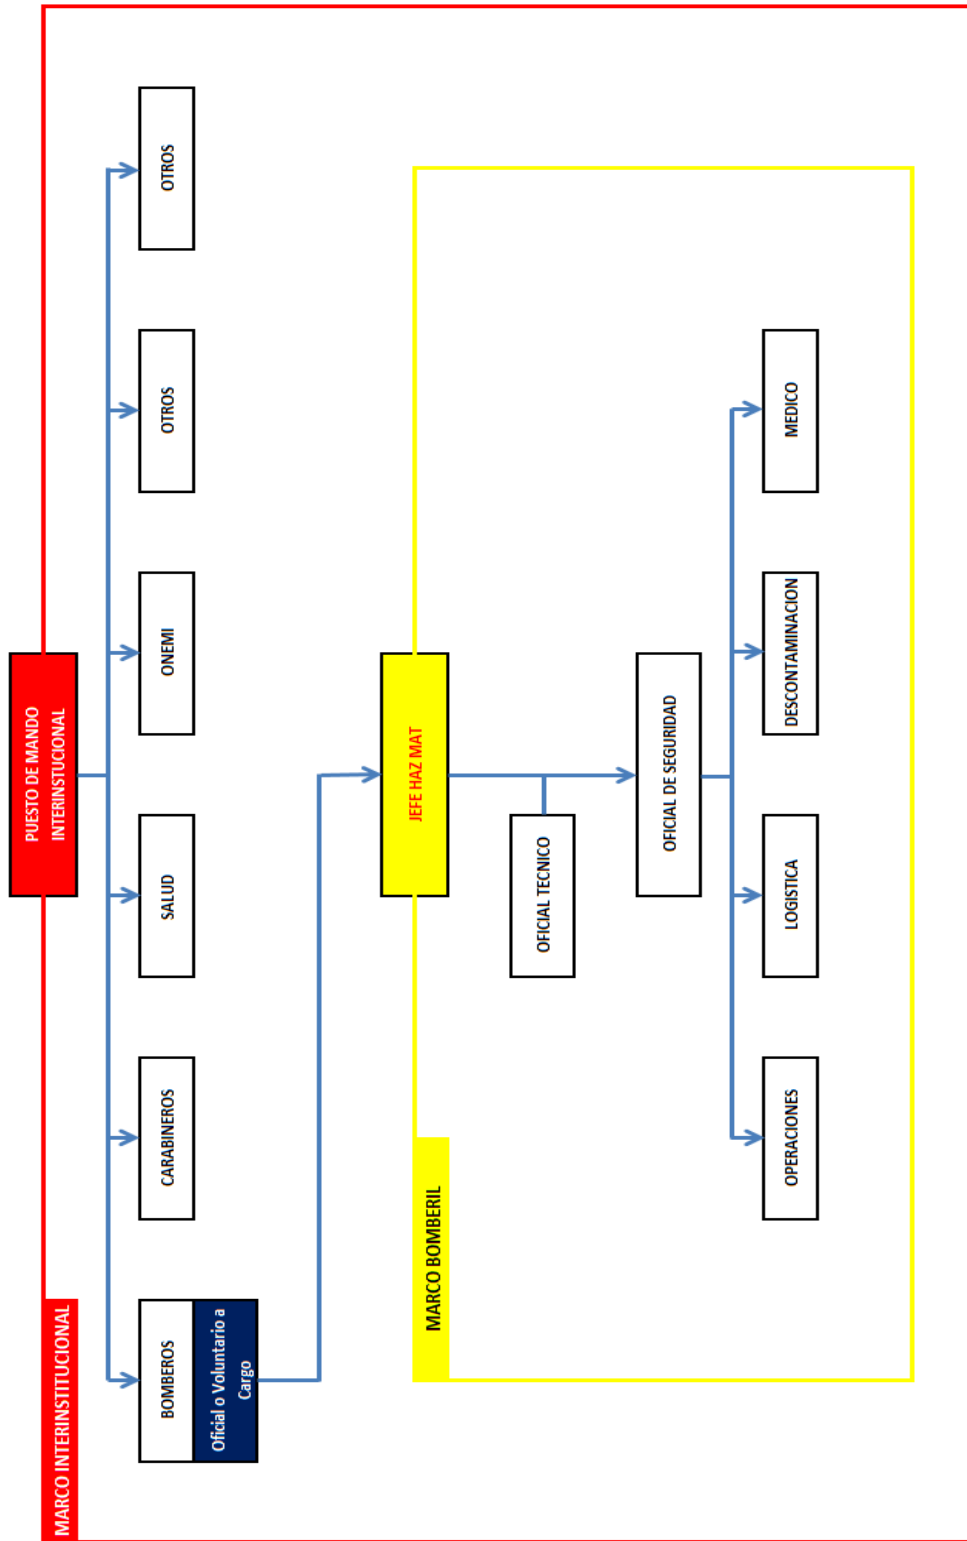 MARCO INTERINSTITUCIONAL
PUESTO DE MANDO
INTERINSTUCIONAL
BOMBEROS
Oficial o Voluntario a
Cargo
CARABINEROS
SALUD
ONEMI
OTROS
OTROS
MARCO BOMBERIL
JEFE HAZ MAT
OFICIAL TECNICO
OFICIAL DE SEGURIDAD
OPERACIONES
LOGISTICA
DESCONTAMINACION
MEDICO